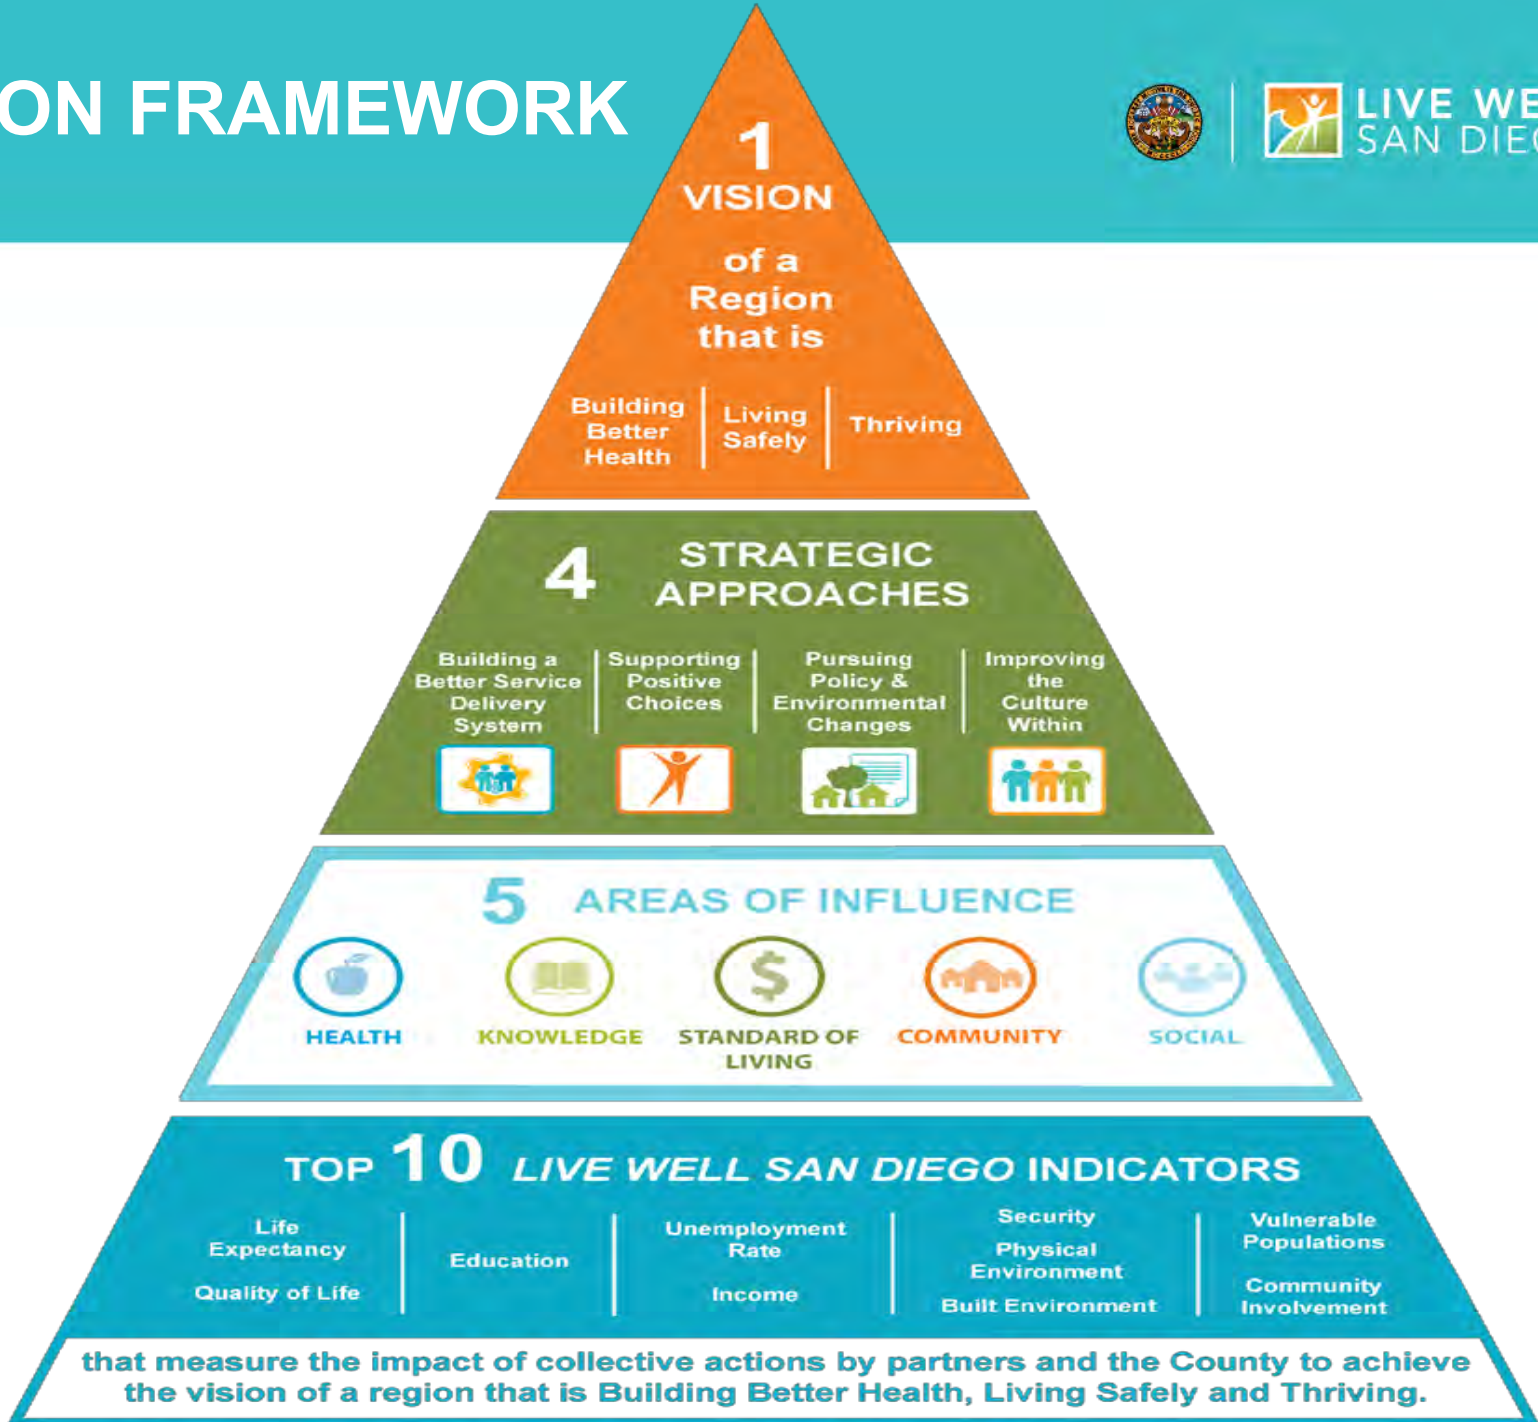 ON FRAMEWORK
LIVE WE
SAN DIEG
1
VISION
of a
Region
that is
Building
Better
Health
Living
Safely
Thriving
4
STRATEGIC
APPROACHES
Building a
Better Service
Delivery
System
Supporting
Positive
Choices
Pursuing
Policy &
Environmental
Changes
Improving
the
Culture
Within
5 AREAS OF INFLUENCE
HEALTH
KNOWLEDGE
STANDARD OF
LIVING
COMMUNITY
SOCIAL
TOP 10 LIVE WELL SAN DIEGO INDICATORS
Life
Expectancy
Quality of Life
Education
Unemployment
Rate
Income
Security
Physical
Environment
Built Environment
Vulnerable
Populations
Community
Involvement
that measure the impact of collective actions by partners and the County to achieve
the vision of a region that is Building Better Health, Living Safely and Thriving.